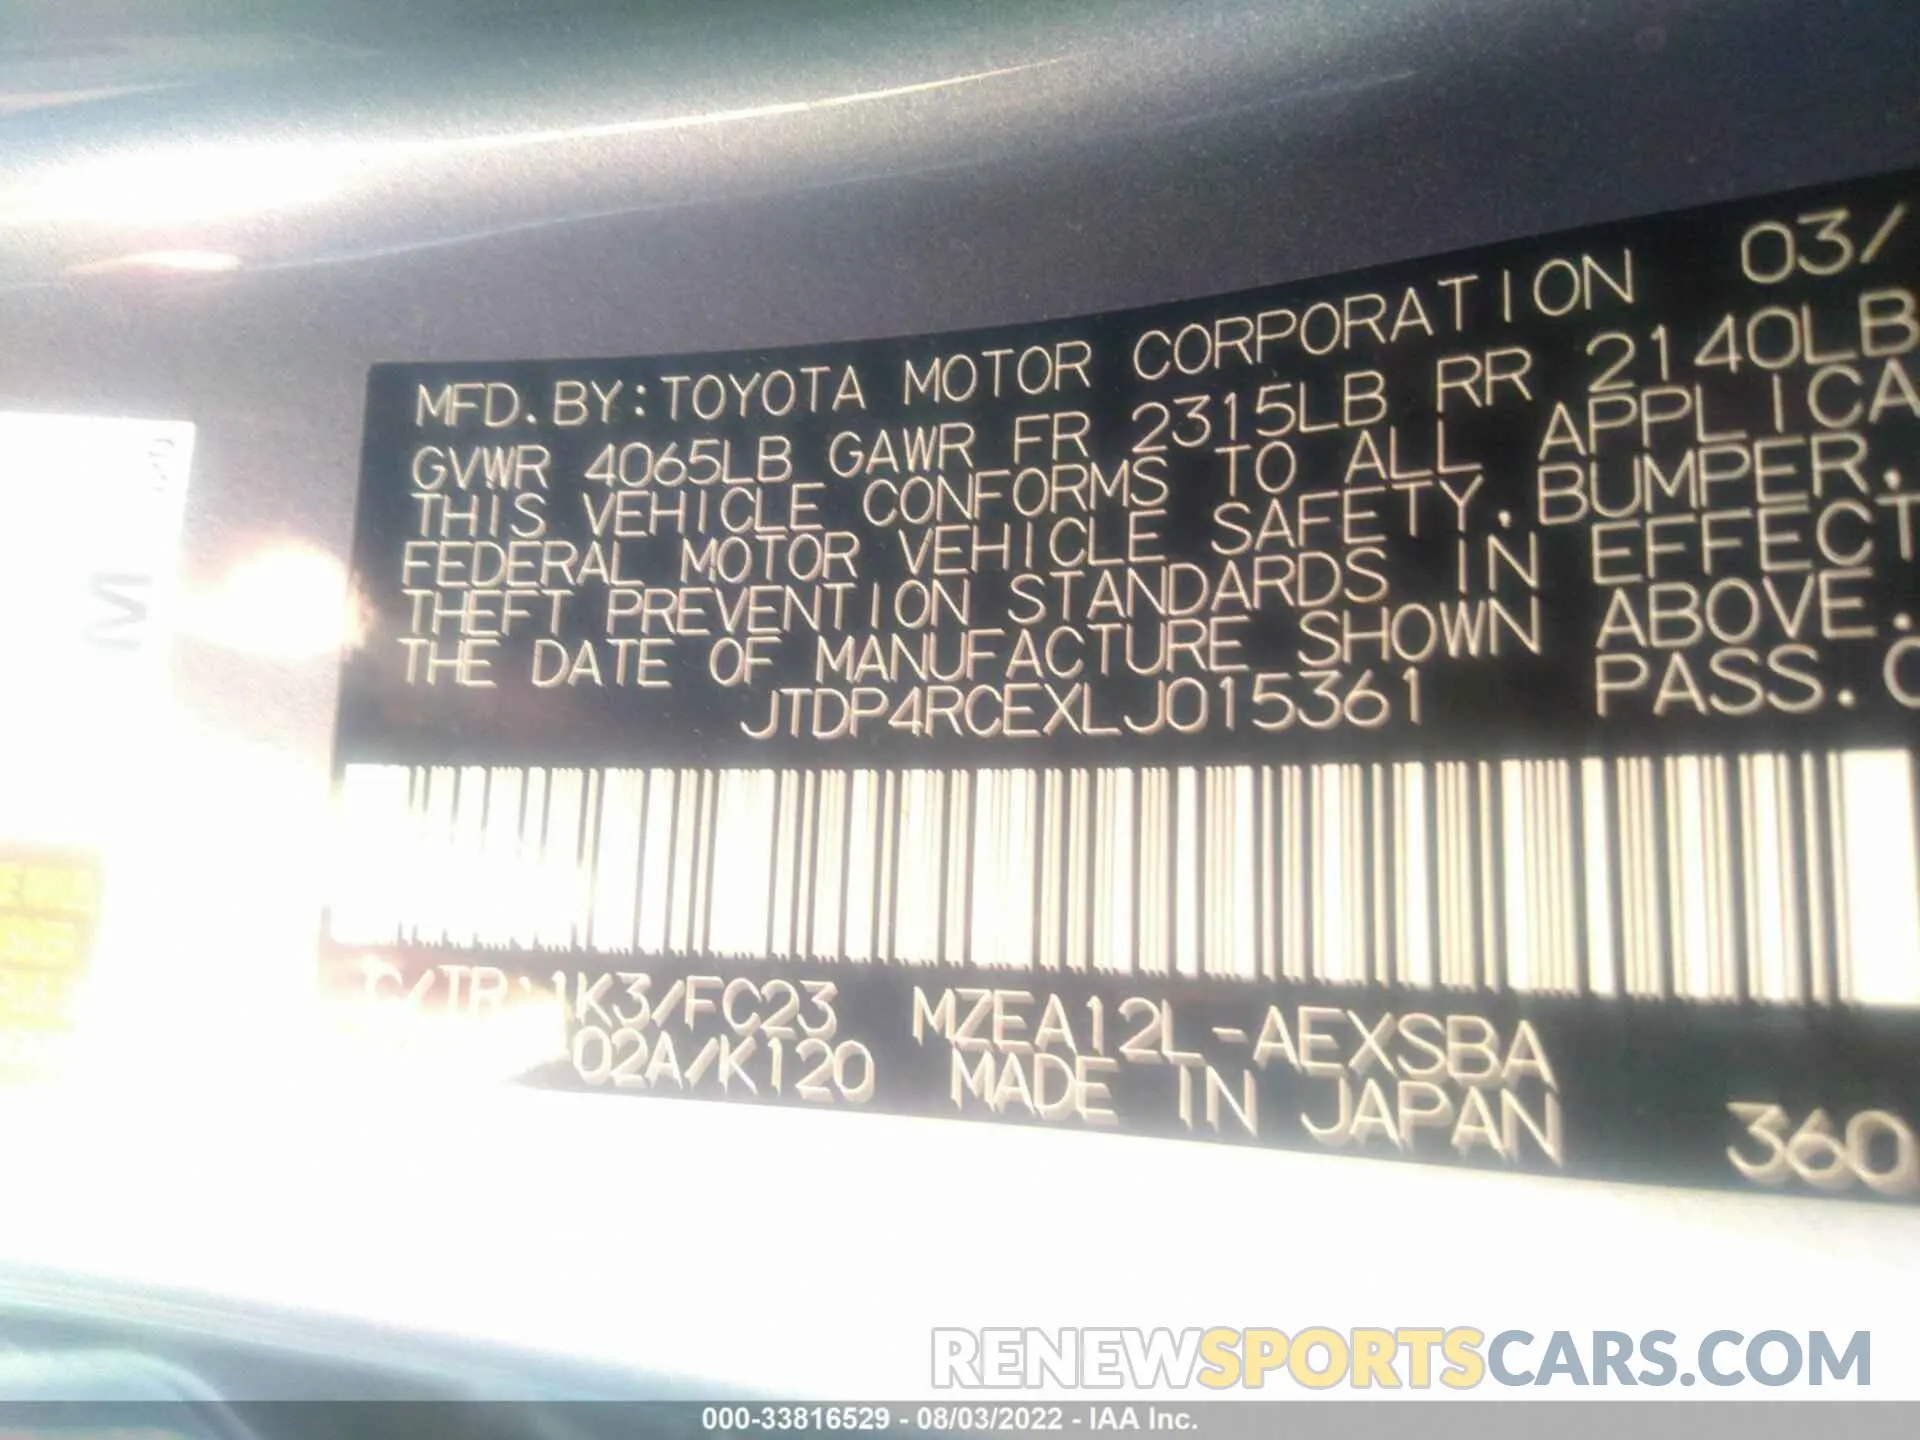 MFD. BY: TOYOTA MOTOR CORPORATION 03/
GVWR 4065LB GAWR FR 2315LB RR 2140LB
THIS VEHICLE CONFORMS TO ALL APPLICA
FEDERAL MOTOR VEHICLE SAFETY, BUMPER,
THEFT PREVENTION STANDARDS IN EFFECT
THE DATE OF MANUFACTURE SHOWN ABOVE.
JTDP4RCEXLJ015361 PASS. C
C/TR: 1K3/FC23 MZEA12L-AEXSBA
02A/K120 MADE IN JAPAN 360
RENEWSPORTSCARS.COM
000-33816529 - 08/03/2022 - IAA Inc.